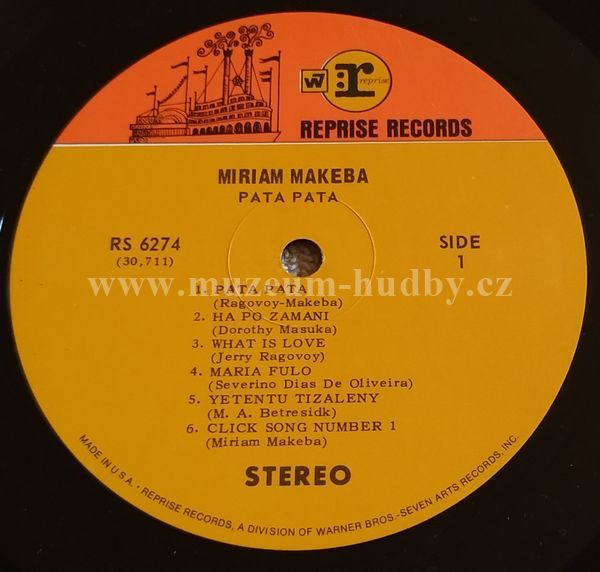 W7 r reprise
REPRISE RECORDS
MIRIAM MAKEBA
PATA PATA
RS 6274
(30,711)
SIDE
1
www.muzeum-hudby.cz
1. PATA PATA
(Ragovoy-Makeba)
2. HA PO ZAMANI
(Dorothy Masuka)
3. WHAT IS LOVE
(Jerry Ragovoy)
4. MARIA FULO
(Severino Dias De Oliveira)
5. YETENTU TIZALENY
(M. A. Betresidk)
6. CLICK SONG NUMBER 1
(Miriam Makeba)
STEREO
MADE IN U.S.A. • REPRISE RECORDS, A DIVISION OF WARNER BROS.-SEVEN ARTS RECORDS, INC.